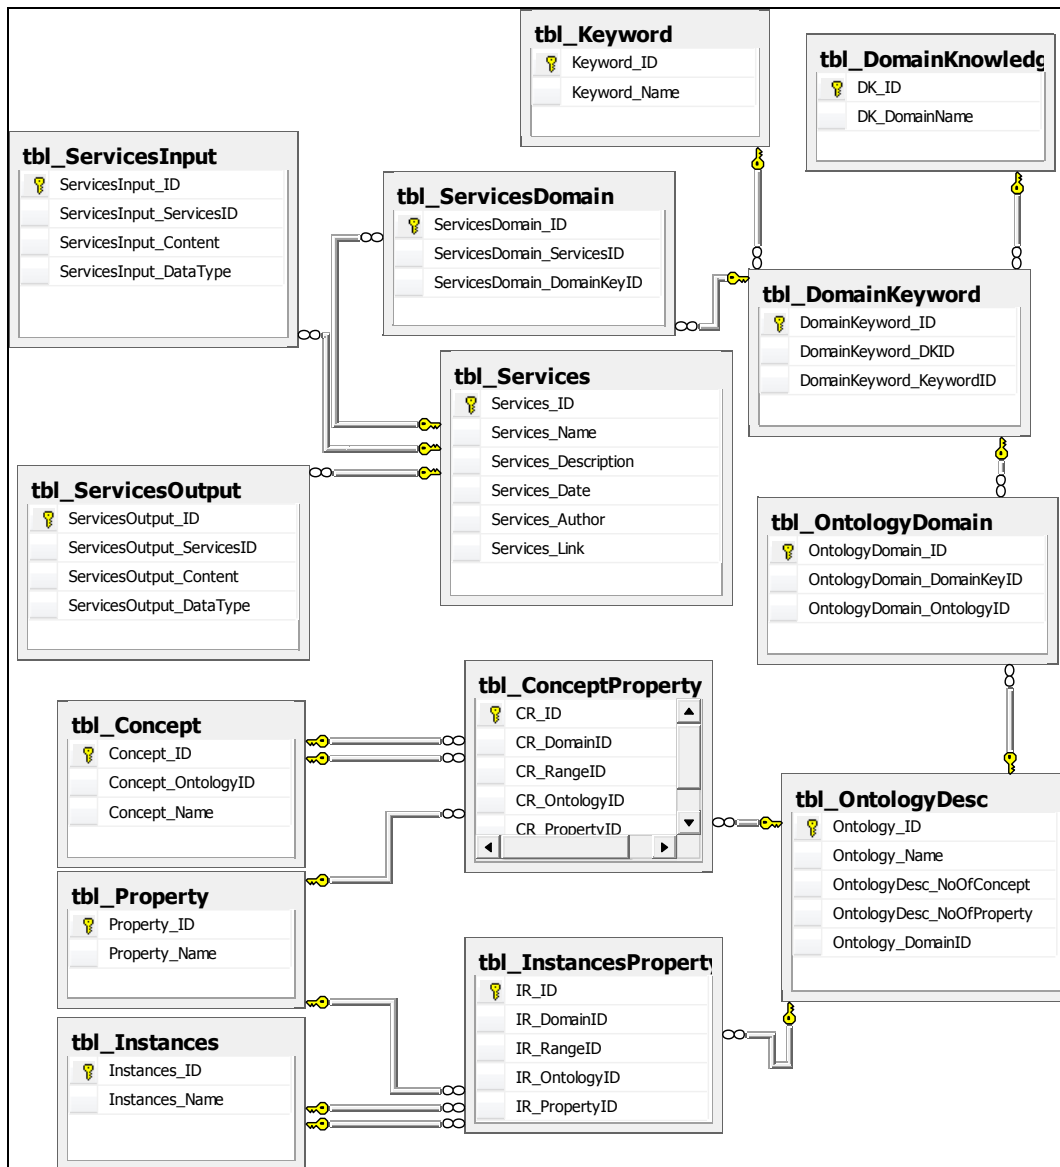 tbl_Keyword
Keyword_ID
Keyword_Name
tbl_DomainKnowledg
DK_ID
DK_DomainName
tbl_ServicesInput
ServicesInput_ID
ServicesInput_ServicesID
ServicesInput_Content
ServicesInput_DataType
tbl_ServicesDomain
ServicesDomain_ID
ServicesDomain_ServicesID
ServicesDomain_DomainKeyID
tbl_DomainKeyword
DomainKeyword_ID
DomainKeyword_DKID
DomainKeyword_KeywordID
tbl_Services
Services_ID
Services_Name
Services_Description
Services_Date
Services_Author
Services_Link
tbl_ServicesOutput
ServicesOutput_ID
ServicesOutput_ServicesID
ServicesOutput_Content
ServicesOutput_DataType
tbl_OntologyDomain
OntologyDomain_ID
OntologyDomain_DomainKeyID
OntologyDomain_OntologyID
tbl_ConceptProperty
CR_ID
CR_DomainID
CR_RangeID
CR_OntologyID
CR_PropertyID
tbl_Concept
Concept_ID
Concept_OntologyID
Concept_Name
tbl_OntologyDesc
Ontology_ID
Ontology_Name
OntologyDesc_NoOfConcept
OntologyDesc_NoOfProperty
Ontology_DomainID
tbl_Property
Property_ID
Property_Name
tbl_InstancesProperty
IR_ID
IR_DomainID
IR_RangeID
IR_OntologyID
IR_PropertyID
tbl_Instances
Instances_ID
Instances_Name